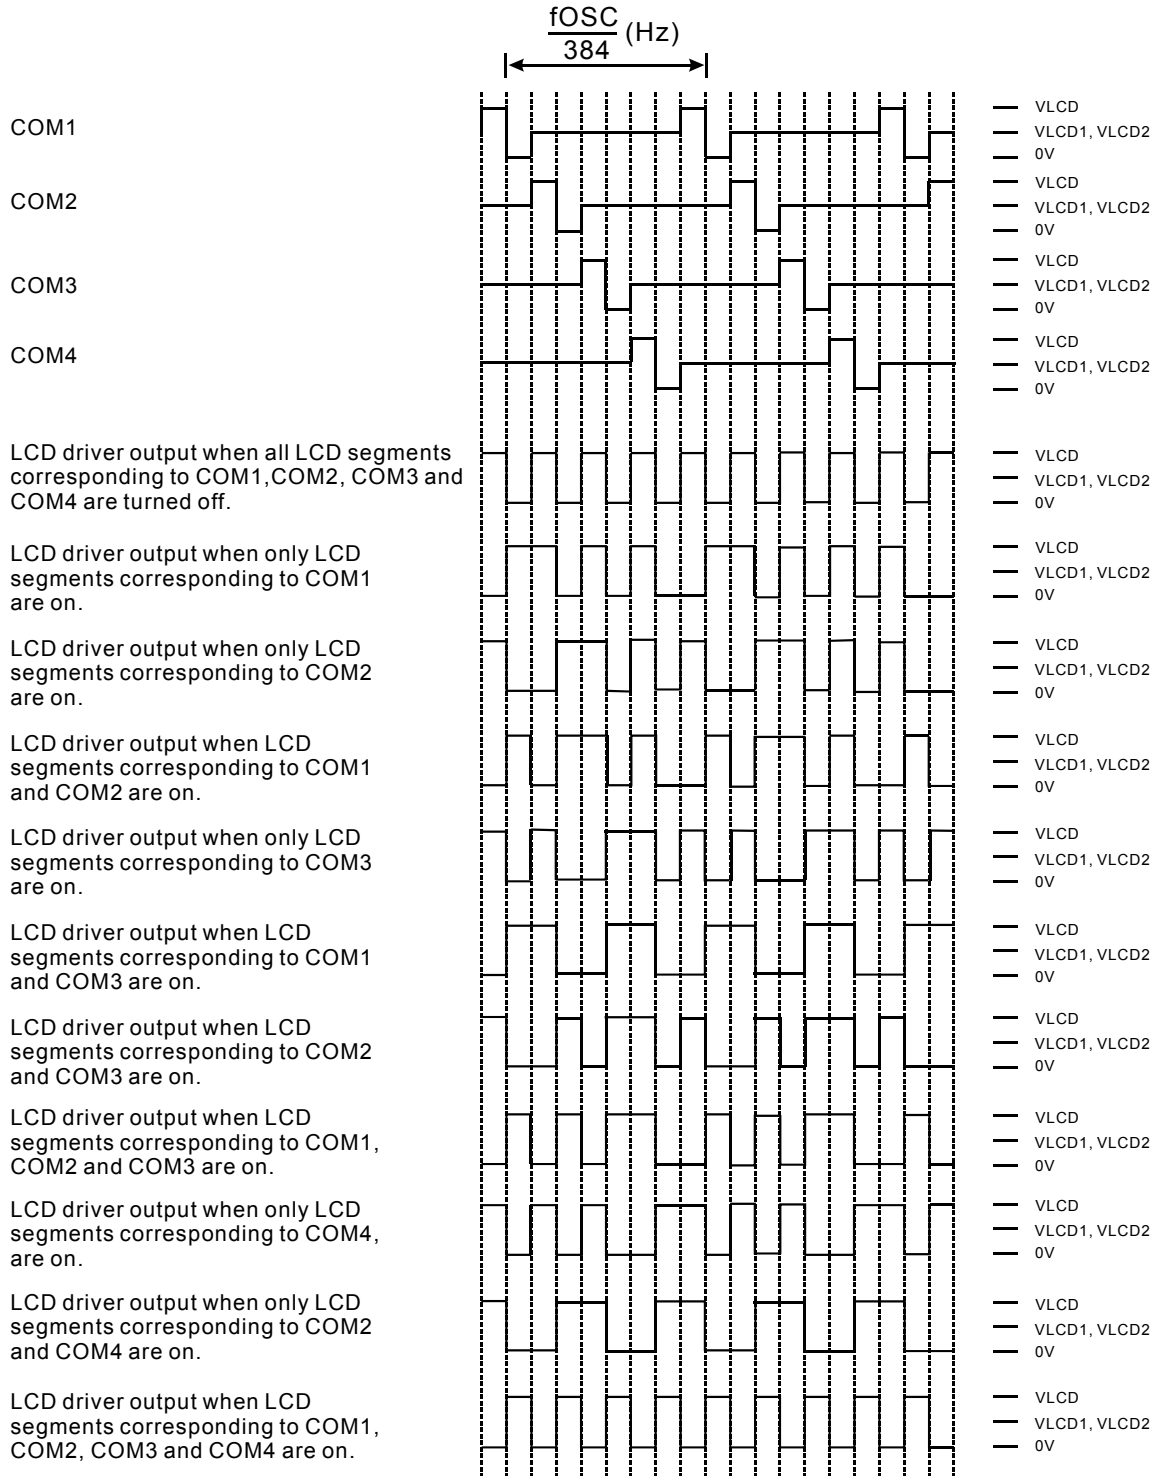 fOSC
384
(Hz)
COM1
VLCD
VLCD1, VLCD2
0V
COM2
VLCD
VLCD1, VLCD2
0V
COM3
VLCD
VLCD1, VLCD2
0V
COM4
VLCD
VLCD1, VLCD2
0V
LCD driver output when all LCD segments
corresponding to COM1,COM2, COM3 and
COM4 are turned off.
VLCD
VLCD1, VLCD2
0V
LCD driver output when only LCD
segments corresponding to COM1
are on.
VLCD
VLCD1, VLCD2
0V
LCD driver output when only LCD
segments corresponding to COM2
are on.
VLCD
VLCD1, VLCD2
0V
LCD driver output when LCD
segments corresponding to COM1
and COM2 are on.
VLCD
VLCD1, VLCD2
0V
LCD driver output when only LCD
segments corresponding to COM3
are on.
VLCD
VLCD1, VLCD2
0V
LCD driver output when LCD
segments corresponding to COM1
and COM3 are on.
VLCD
VLCD1, VLCD2
0V
LCD driver output when LCD
segments corresponding to COM2
and COM3 are on.
VLCD
VLCD1, VLCD2
0V
LCD driver output when LCD
segments corresponding to COM1,
COM2 and COM3 are on.
VLCD
VLCD1, VLCD2
0V
LCD driver output when only LCD
segments corresponding to COM4,
are on.
VLCD
VLCD1, VLCD2
0V
LCD driver output when only LCD
segments corresponding to COM2
and COM4 are on.
VLCD
VLCD1, VLCD2
0V
LCD driver output when LCD
segments corresponding to COM1,
COM2, COM3 and COM4 are on.
VLCD
VLCD1, VLCD2
0V